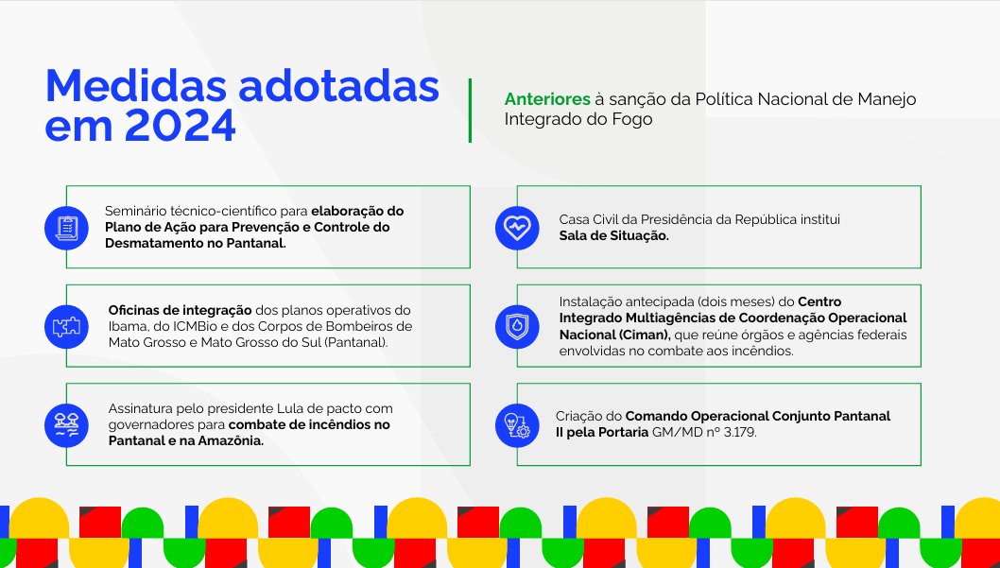 Medidas adotadas
em 2024
Anteriores à sanção da Política Nacional de Manejo
Integrado do Fogo
Seminário técnico-científico para elaboração do
Plano de Ação para Prevenção e Controle do
Desmatamento no Pantanal.
Oficinas de integração dos planos operativos do
Ibama, do ICMBio e dos Corpos de Bombeiros de
Mato Grosso e Mato Grosso do Sul (Pantanal).
Assinatura pelo presidente Lula de pacto com
governadores para combate de incêndios no
Pantanal e na Amazônia.
Casa Civil da Presidência da República institui
Sala de Situação.
Instalação antecipada (dois meses) do Centro
Integrado Multiagências de Coordenação Operacional
Nacional (Ciman), que reúne órgãos e agências federais
envolvidas no combate aos incêndios.
Criação do Comando Operacional Conjunto Pantanal
II pela Portaria GM/MD nº 3.179.